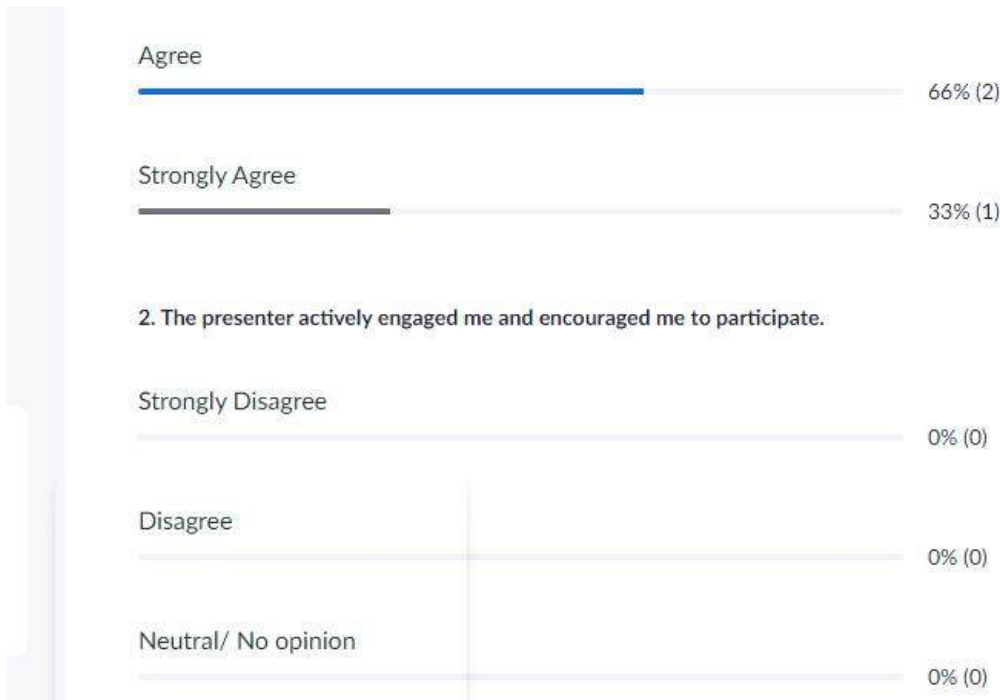 Agree
66% (2)
Strongly Agree
33% (1)
2. The presenter actively engaged me and encouraged me to participate.
Strongly Disagree
0% (0)
Disagree
0% (0)
Neutral/ No opinion
0% (0)